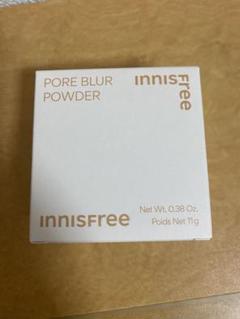 PORE BLUR
POWDER
INNISFree
INNISFree
Net Wt. 0.38 Oz.
Poids Net 11g